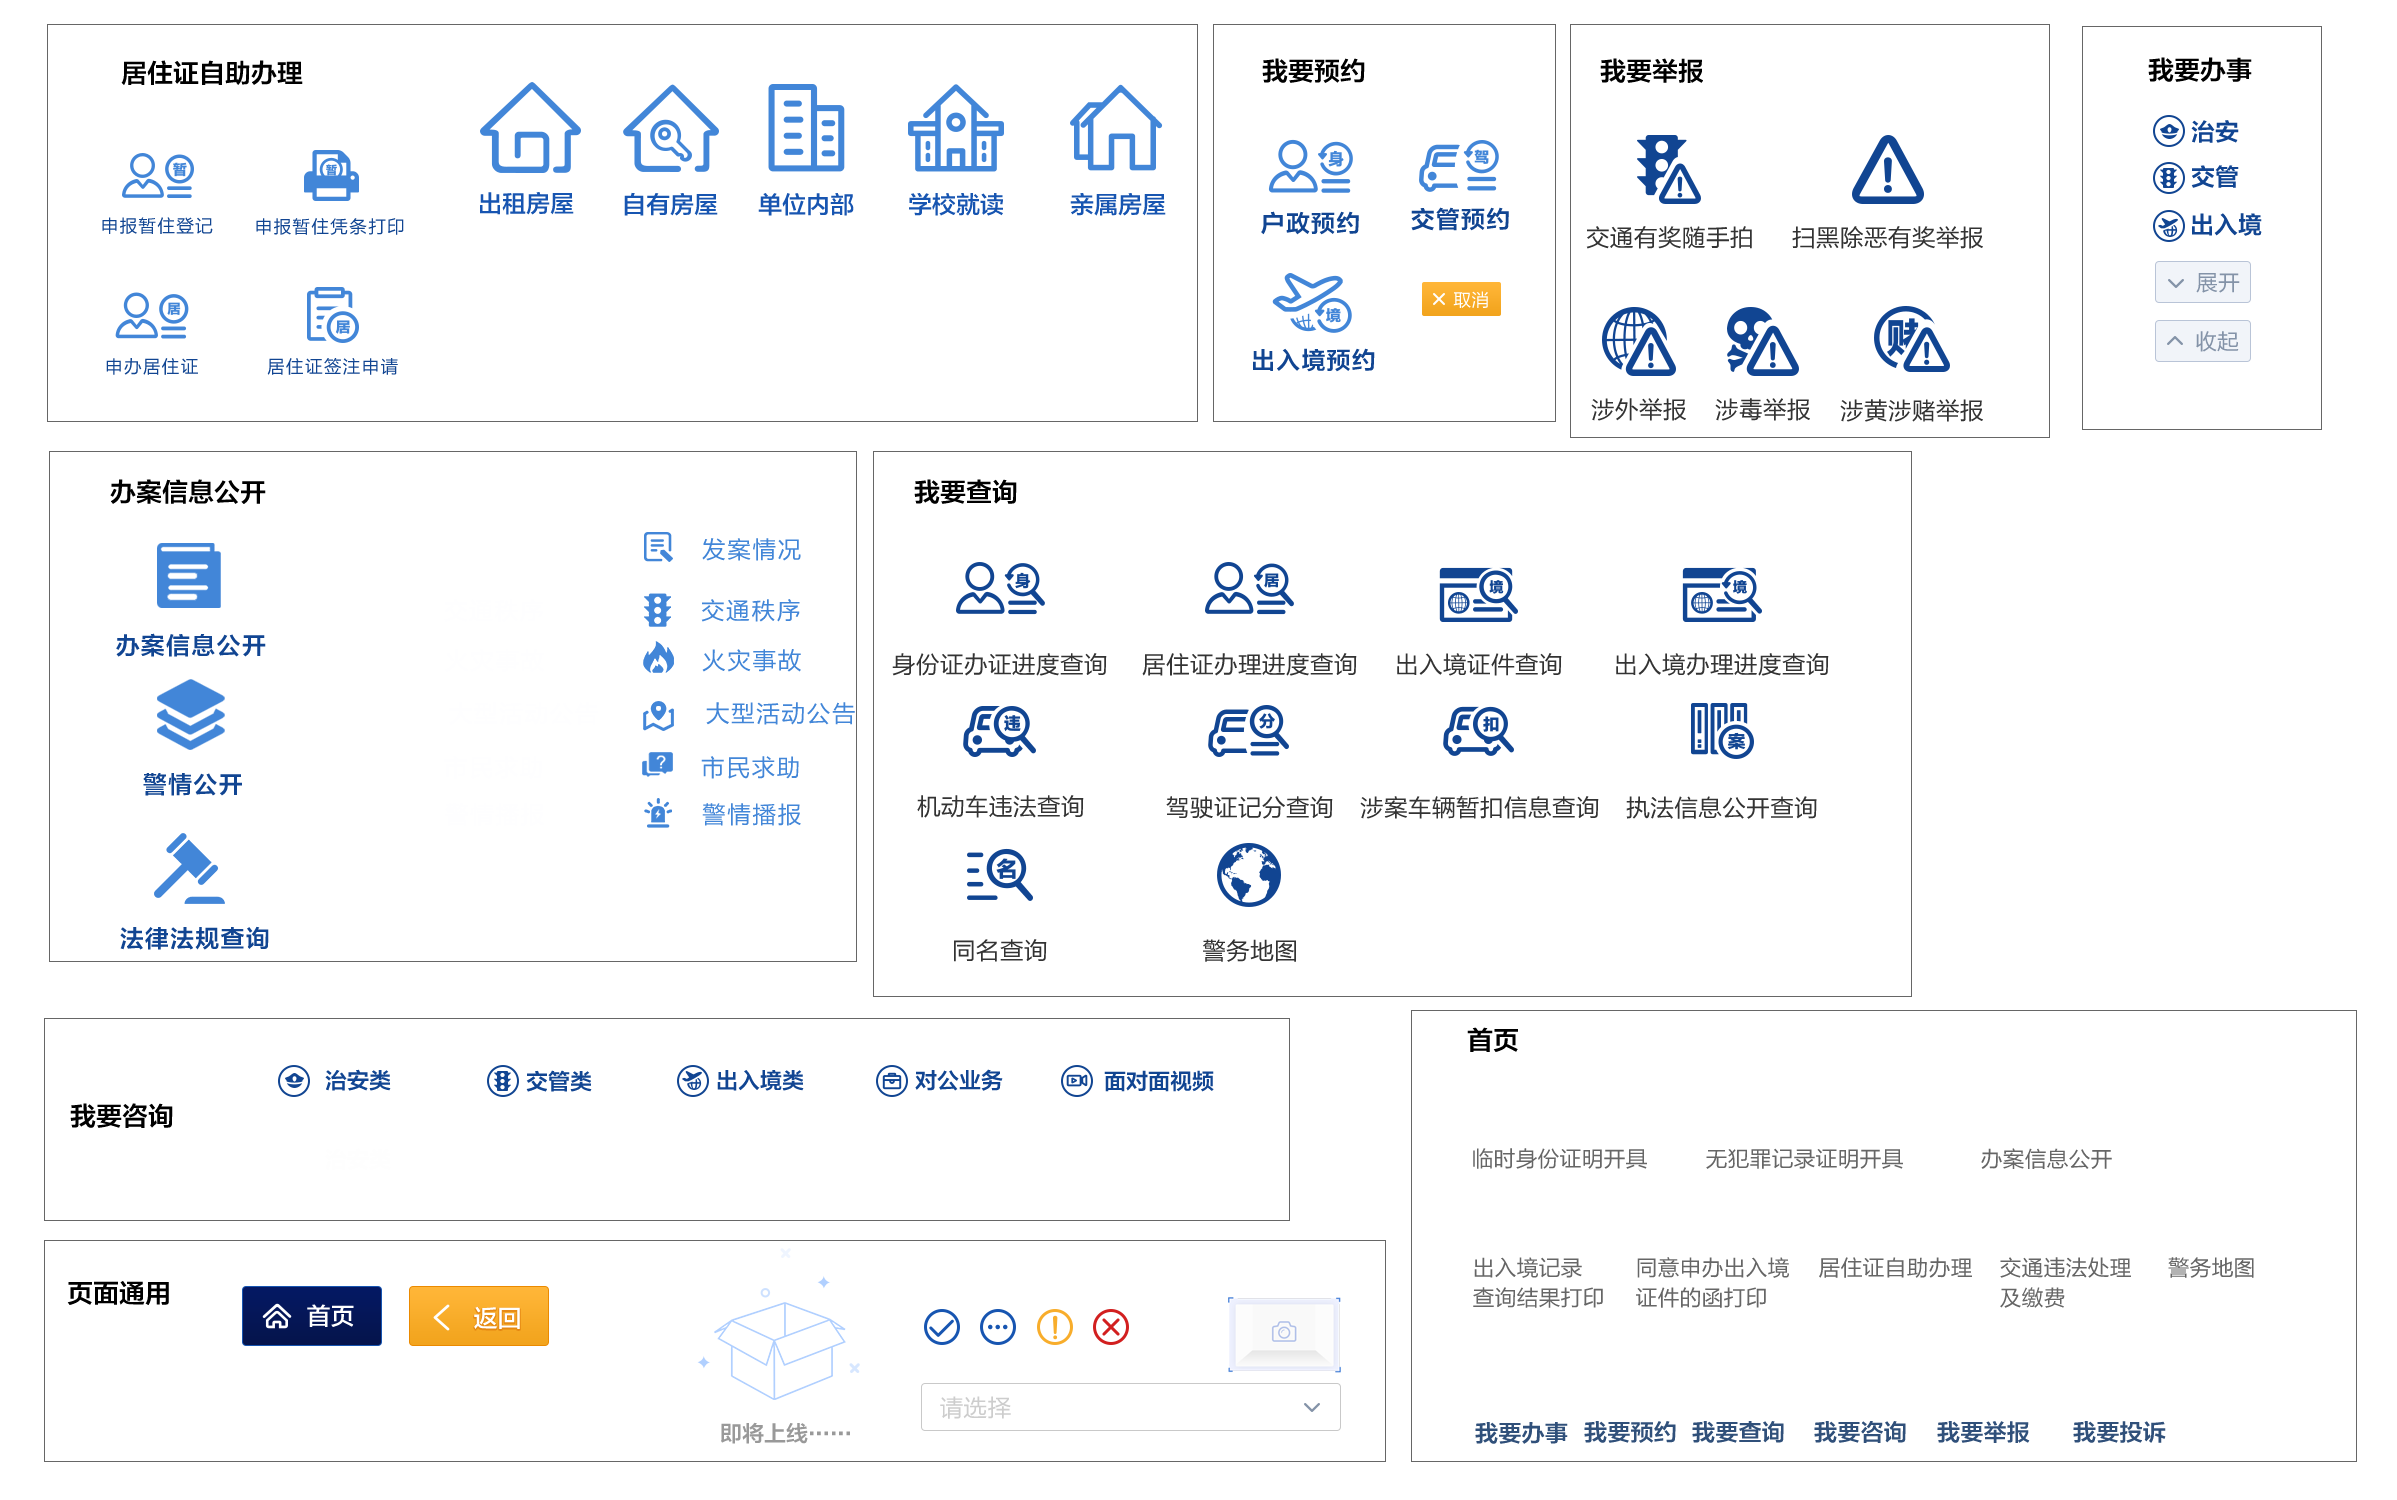 居住证自助办理
暂
申报暂住登记
暂
申报暂住凭条打印
居
申办居住证
居
居住证签注申请
出租房屋
自有房屋
单位内部
学校就读
亲属房屋
我要预约
身
户政预约
驾
交管预约
境
出入境预约
取消
我要举报
交通有奖随手拍
扫黑除恶有奖举报
涉外举报
涉毒举报
赌
涉黄涉赌举报
我要办事
治安
交管
出入境
展开
收起
办案信息公开
办案信息公开
警情公开
法律法规查询
发案情况
交通秩序
火灾事故
大型活动公告
?
市民求助
警情播报
我要查询
身
身份证办证进度查询
居
居住证办理进度查询
境
出入境证件查询
境
出入境办理进度查询
违
机动车违法查询
分
驾驶证记分查询
扣
涉案车辆暂扣信息查询
案
执法信息公开查询
名
同名查询
警务地图
我要咨询
治安类
交管类
出入境类
对公业务
面对面视频
首页
临时身份证明开具
无犯罪记录证明开具
办案信息公开
出入境记录
查询结果打印
同意申办出入境
证件的函打印
居住证自助办理
交通违法处理
及缴费
警务地图
我要办事
我要预约
我要查询
我要咨询
我要举报
我要投诉
页面通用
首页
返回
即将上线······
请选择